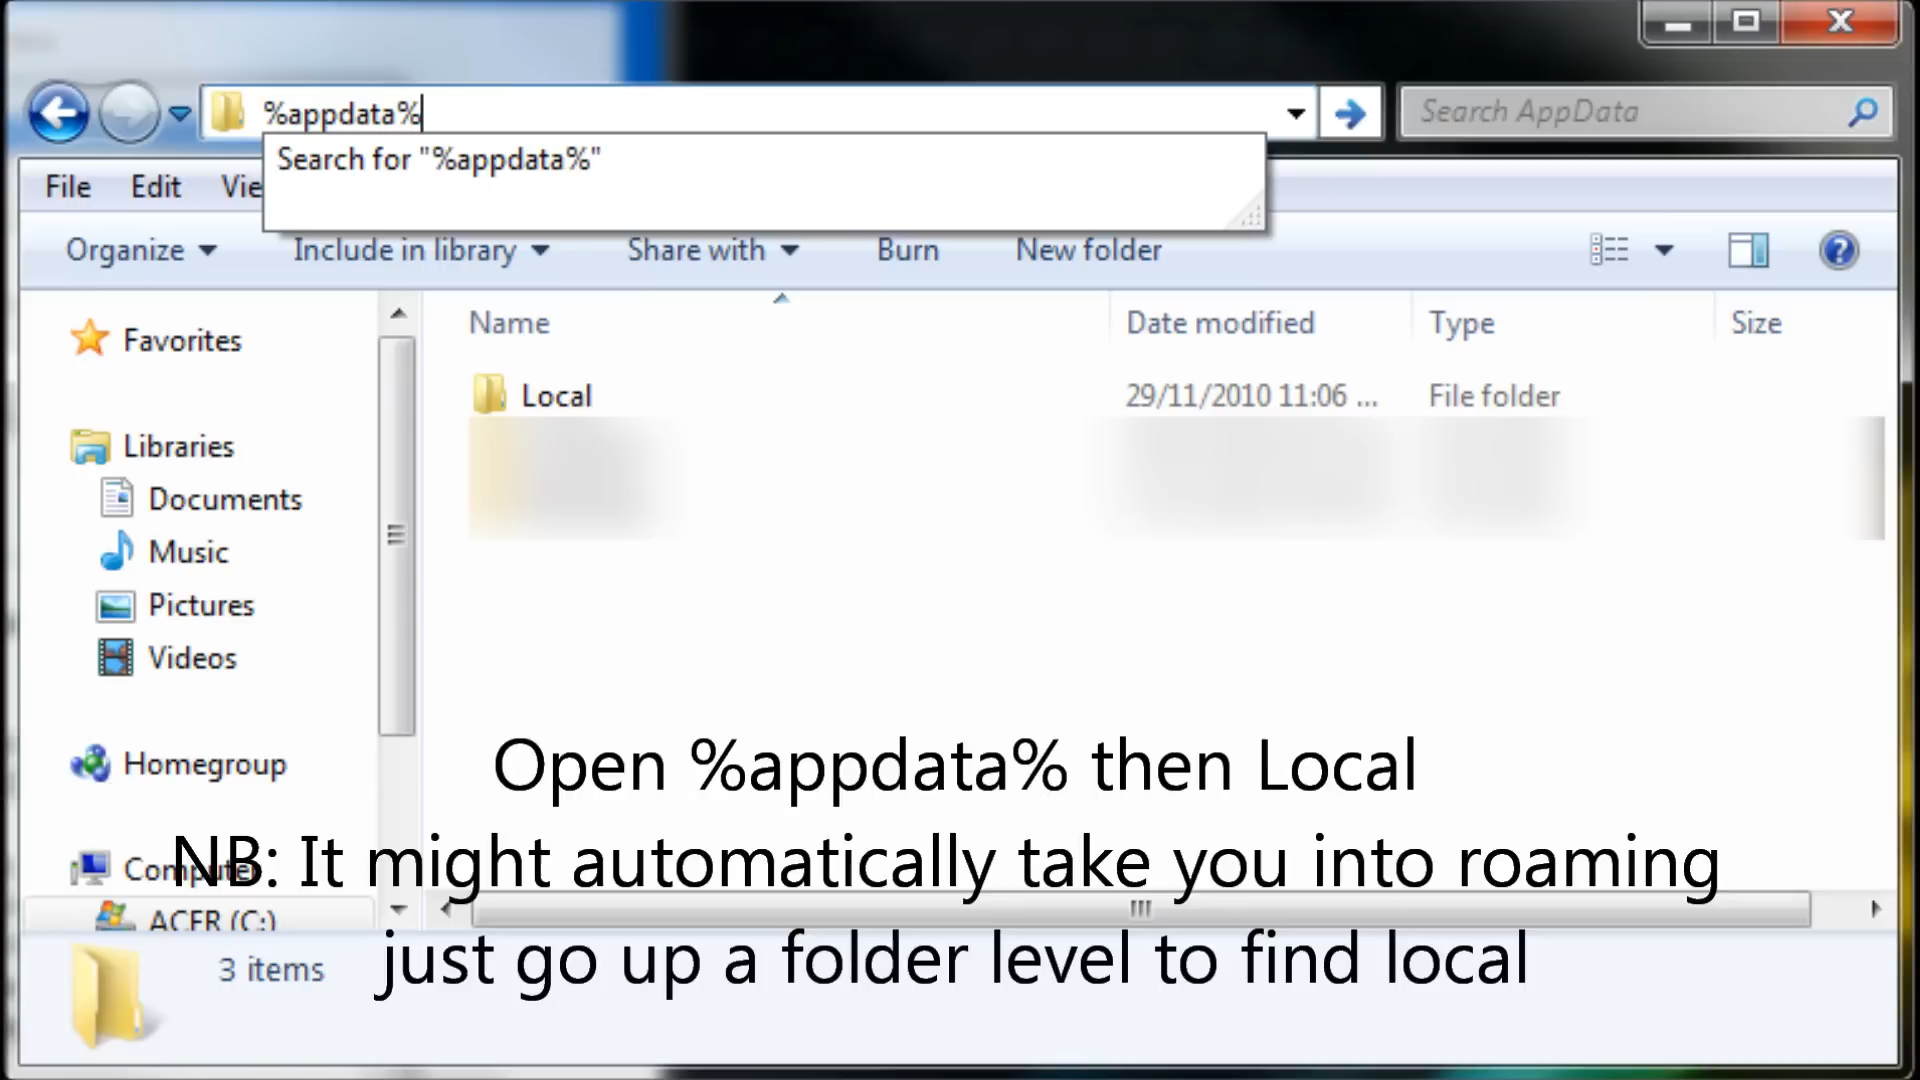 %appdata%
Search AppData
Search for "%appdata%"
File Edit Vie
Organize Include in library Share with Burn New folder
Name Date modified Type Size
Favorites
Local 29/11/2010 11:06 ... File folder
Libraries
Documents
Music
Pictures
Videos
Homegroup
Computer
ACER (C:)
3 items
Open %appdata% then Local
NB: It might automatically take you into roaming
just go up a folder level to find local